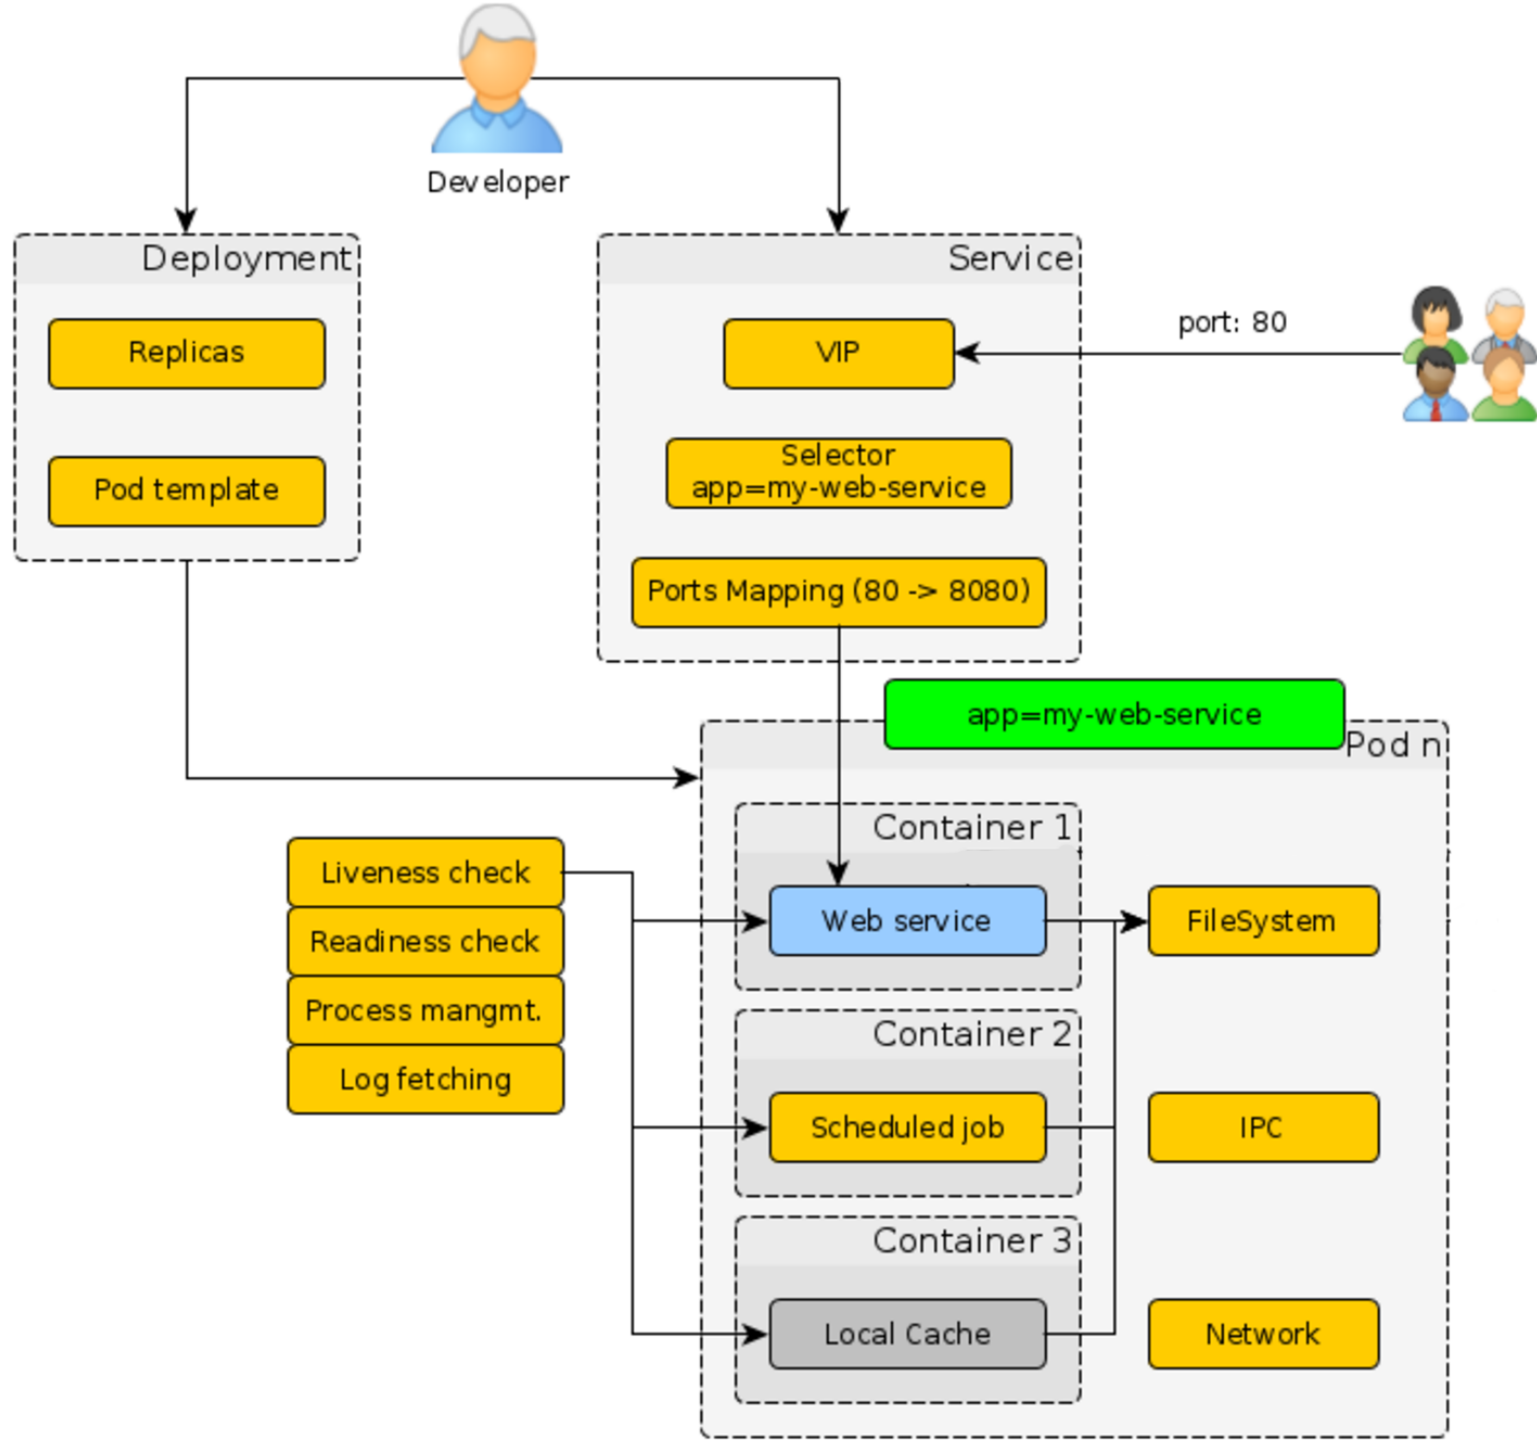 Developer
Deployment
Replicas
Pod template
Service
VIP
port: 80
Selector
app=my-web-service
Ports Mapping (80 -> 8080)
app=my-web-service
Pod n
Container 1
Web service
FileSystem
Liveness check
Readiness check
Process mangmt.
Log fetching
Container 2
Scheduled job
IPC
Container 3
Local Cache
Network